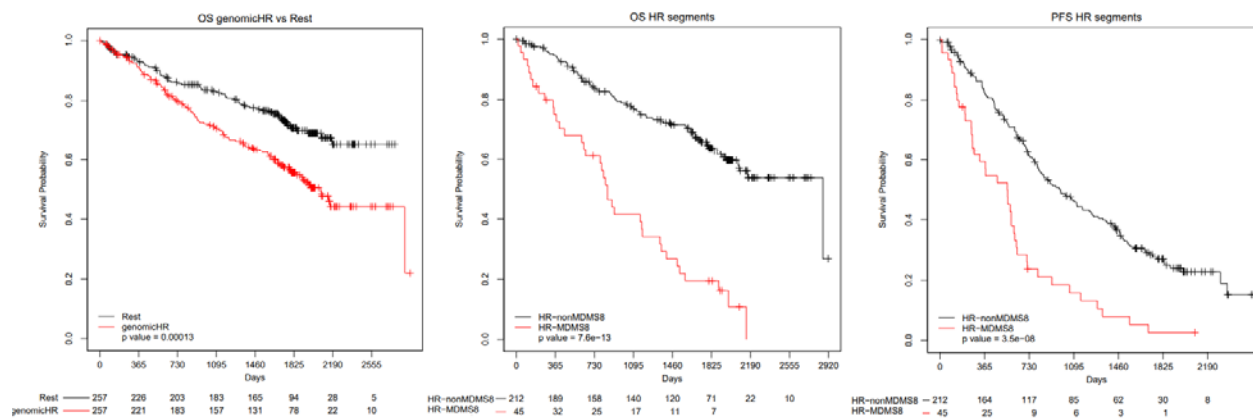 OS genomicHR vs Rest
Survival Probability
1.0
0.8
0.6
0.4
0.2
0.0
Rest
genomicHR
p value = 0.00013
0 365 730 1095 1460 1825 2190 2555
Days
Rest 257 226 203 183 165 94 28 5
genomicHR 257 221 183 157 131 78 22 10
OS HR segments
Survival Probability
1.0
0.8
0.6
0.4
0.2
0.0
HR-nonMDMS8
HR-MDMS8
p value = 7.6e-13
0 365 730 1095 1460 1825 2190 2555 2920
Days
HR-nonMDMS8 212 189 158 140 120 71 22 10
HR-MDMS8 45 32 25 17 11 7
PFS HR segments
Survival Probability
1.0
0.8
0.6
0.4
0.2
0.0
HR-nonMDMS8
HR-MDMS8
p value = 3.5e-08
0 365 730 1095 1460 1825 2190
Days
HR-nonMDMS8 212 164 117 85 62 30 8
HR-MDMS8 45 25 9 6 3 1